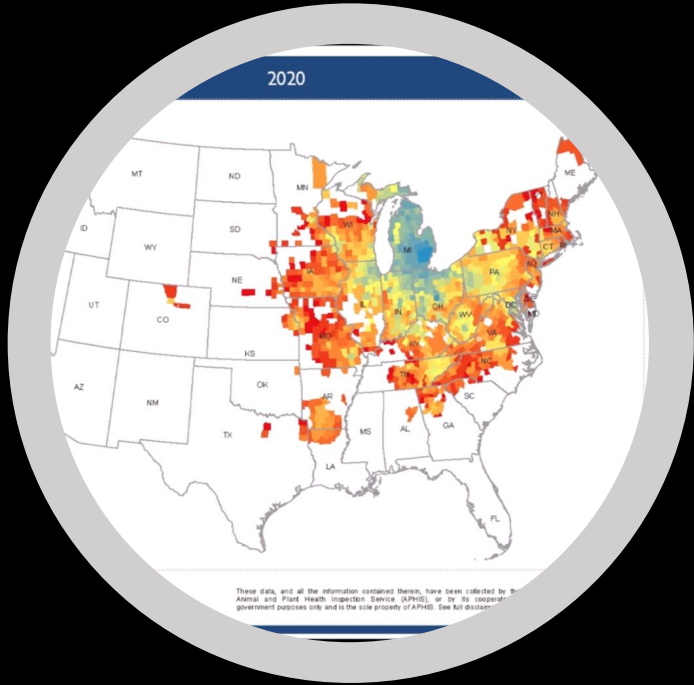 2020
ME
MT
ND
MN
ID
SD
WI
NH
NY
MA
WY
MI
CT
RI
IA
PA
NJ
NE
UT
IL
IN
OH
DE
CO
WV
DC
MD
MO
VA
KY
KS
NC
TN
AZ
OK
AR
SC
NM
TX
MS
AL
GA
LA
FL
These data, and all the information contained therein, have been collected by the
Animal and Plant Health Inspection Service (APHIS), or by its
government purposes only and is the sole property of APHIS. See full